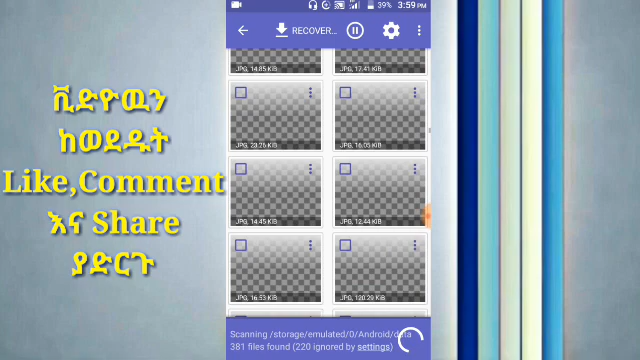 39% 3:59 PM
RECOVER...
JPG, 14.85 KiB
JPG, 17.41 KiB
JPG, 23.26 KiB
JPG, 16.05 KiB
JPG, 14.45 KiB
JPG, 12.44 KiB
JPG, 16.53 KiB
JPG, 120.29 KiB
Scanning /storage/emulated/0/Android/data
381 files found (220 ignored by settings)
ቪድዮዉን
ከወደዱት
Like,Comment
እና Share
ያድርጉ